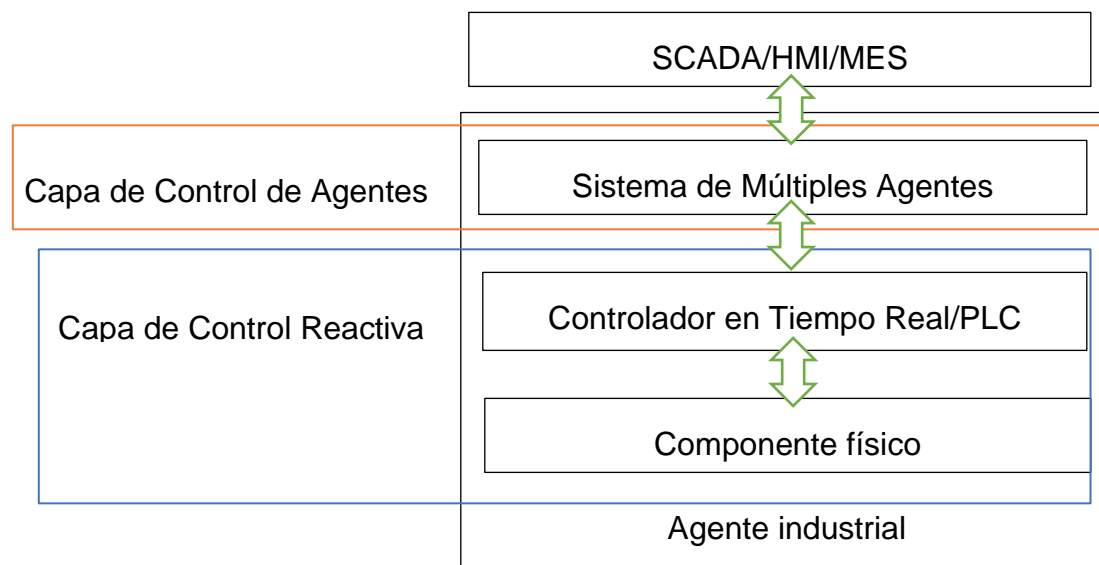 SCADA/HMI/MES
Capa de Control de Agentes
Sistema de Múltiples Agentes
Capa de Control Reactiva
Controlador en Tiempo Real/PLC
Componente físico
Agente industrial